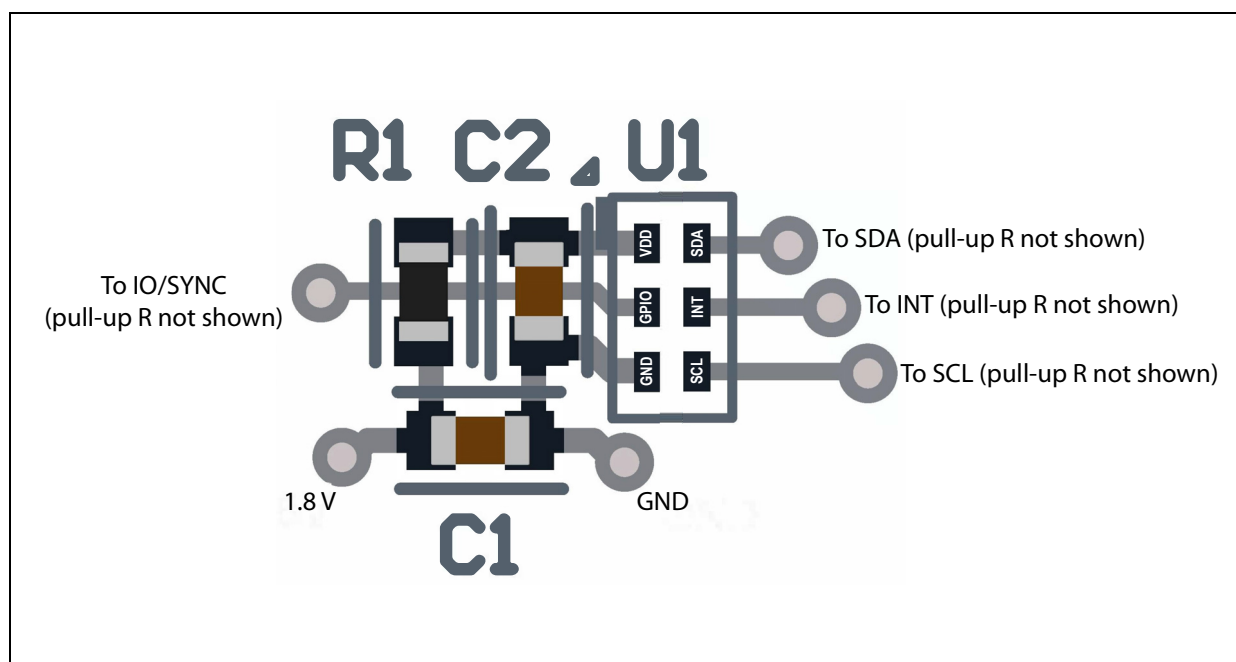 R1 C2 U1
VDD SDA
To SDA (pull-up R not shown)
To IO/SYNC
(pull-up R not shown)
GPIO INT
To INT (pull-up R not shown)
GND SCL
To SCL (pull-up R not shown)
1.8 V
GND
C1